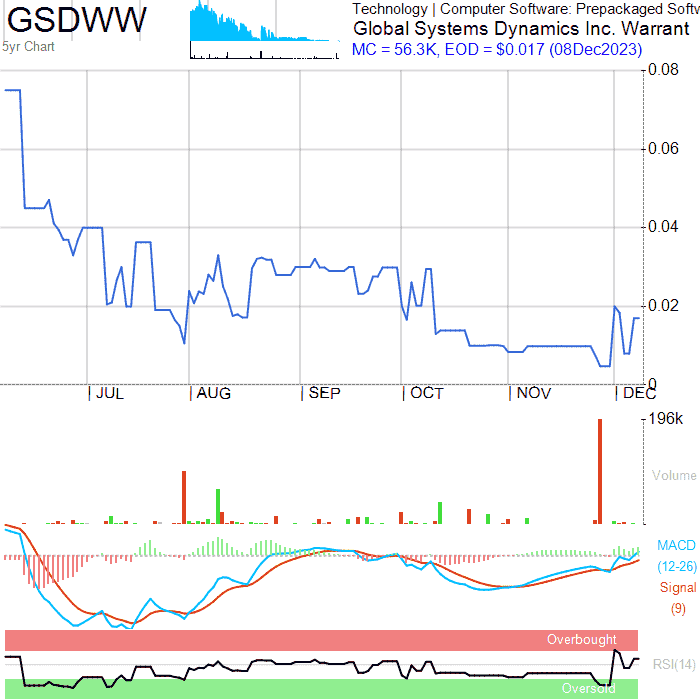 GSDWW
5yr Chart
Technology | Computer Software: Prepackaged Softw
Global Systems Dynamics Inc. Warrant
MC = 56.3K, EOD = $0.017 (08Dec2023)
0.08
0.06
0.04
0.02
0
JUL AUG SEP OCT NOV DEC
196k
Volume
MACD
(12-26)
Signal
(9)
Overbought
RSI(14)
Oversold